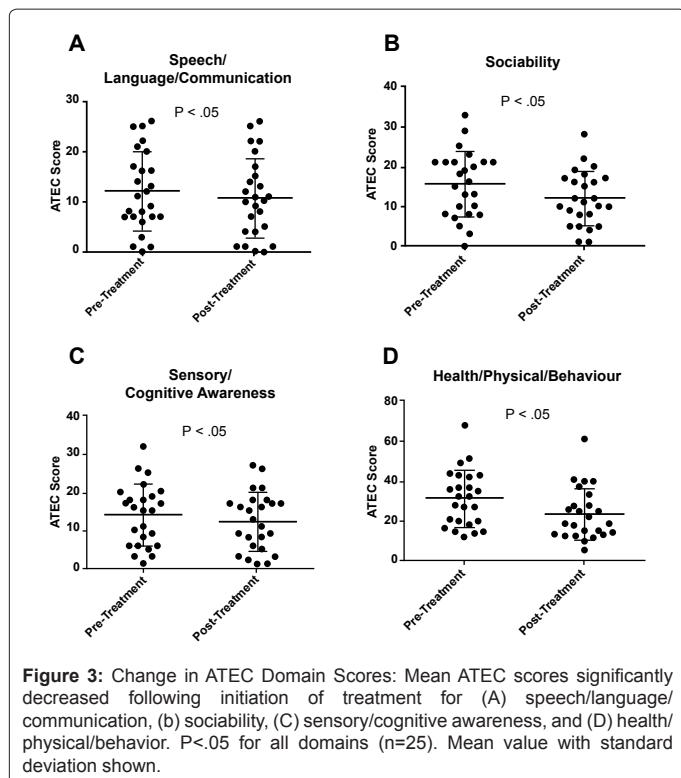 A
Speech/
Language/Communication
P < .05
ATEC Score
30
20
10
0
Pre-Treatment
Post-Treatment
B
Sociability
P < .05
ATEC Score
40
30
20
10
0
Pre-Treatment
Post-Treatment
C
Sensory/
Cognitive Awareness
P < .05
ATEC Score
40
30
20
10
0
Pre-Treatment
Post-Treatment
D
Health/Physical/Behaviour
P < .05
ATEC Score
80
60
40
20
0
Pre-Treatment
Post-Treatment
Figure 3: Change in ATEC Domain Scores: Mean ATEC scores significantly
decreased following initiation of treatment for (A) speech/language/
communication, (b) sociability, (C) sensory/cognitive awareness, and (D) health/
physical/behavior. P<.05 for all domains (n=25). Mean value with standard
deviation shown.